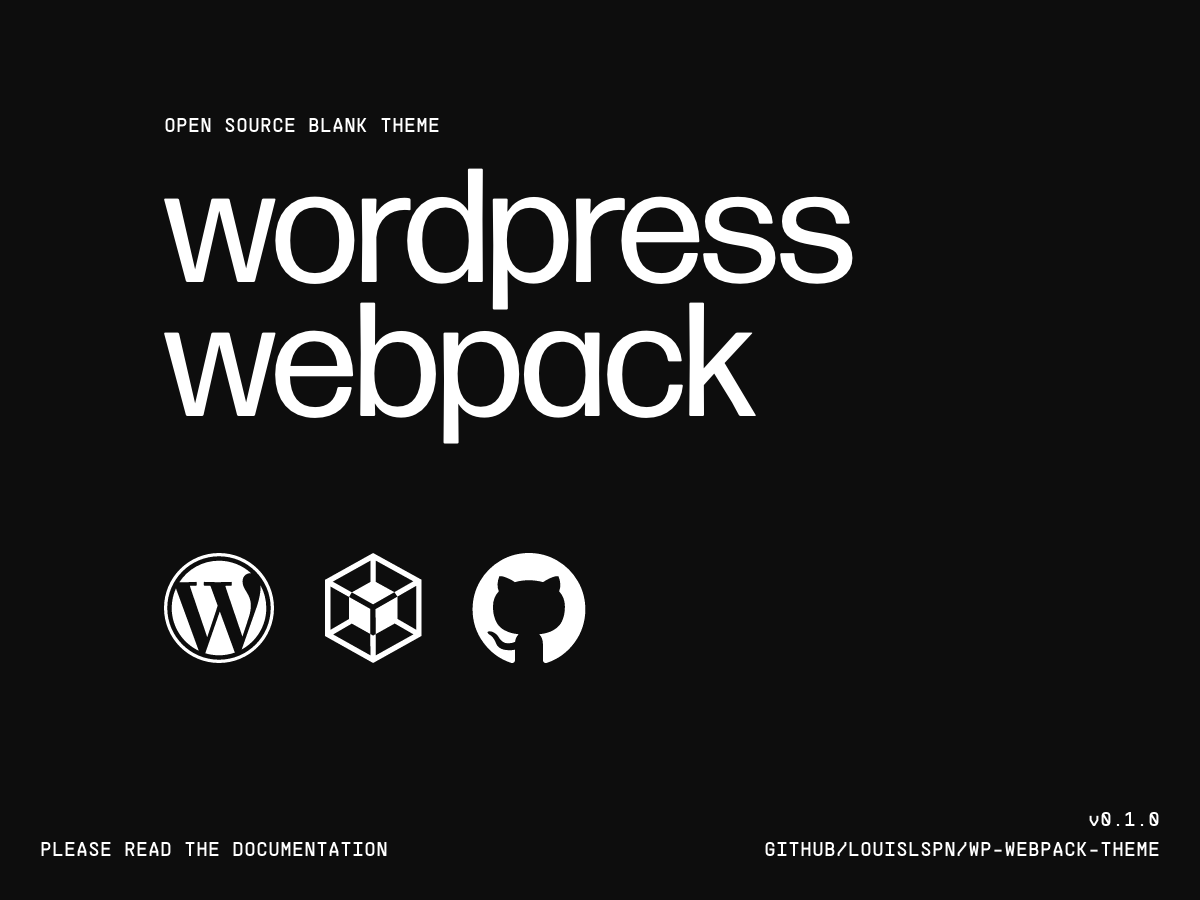 OPEN SOURCE BLANK THEME
wordpress
webpack
v0.1.0
PLEASE READ THE DOCUMENTATION
GITHUB/LOUISLSPN/WP-WEBPACK-THEME